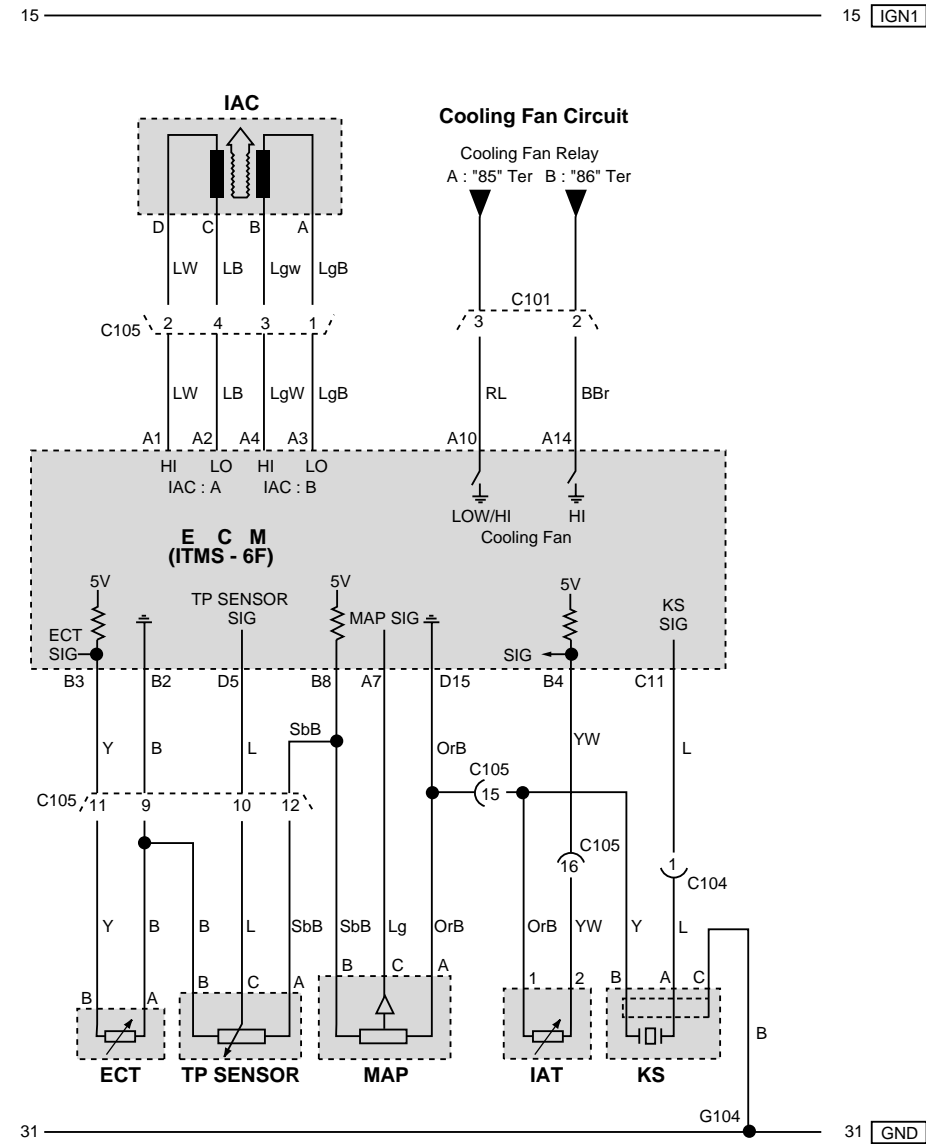 15 15 IGN1
IAC
Cooling Fan Circuit
Cooling Fan Relay
A : "85" Ter B : "86" Ter
D C B A
LW LB Lgw LgB
C101
C105 2 4 3 1 3 2
LW LB LgW LgB RL BBr
A1 A2 A4 A3 A10 A14
HI LO HI LO
IAC : A IAC : B
LOW/HI HI
Cooling Fan
E C M
(ITMS - 6F)
5V 5V 5V
TP SENSOR
SIG
MAP SIG
KS
SIG
ECT
SIG
SIG
B3 B2 D5 B8 A7 D15 B4 C11
SbB
Y B L OrB YW L
C105
15
C105 11 9 10 12
C105
16
1
C104
Y B B L SbB SbB Lg OrB OrB YW Y L
B A B C A B C A 1 2 B A C
B
ECT TP SENSOR MAP IAT KS
G104
31 31 GND